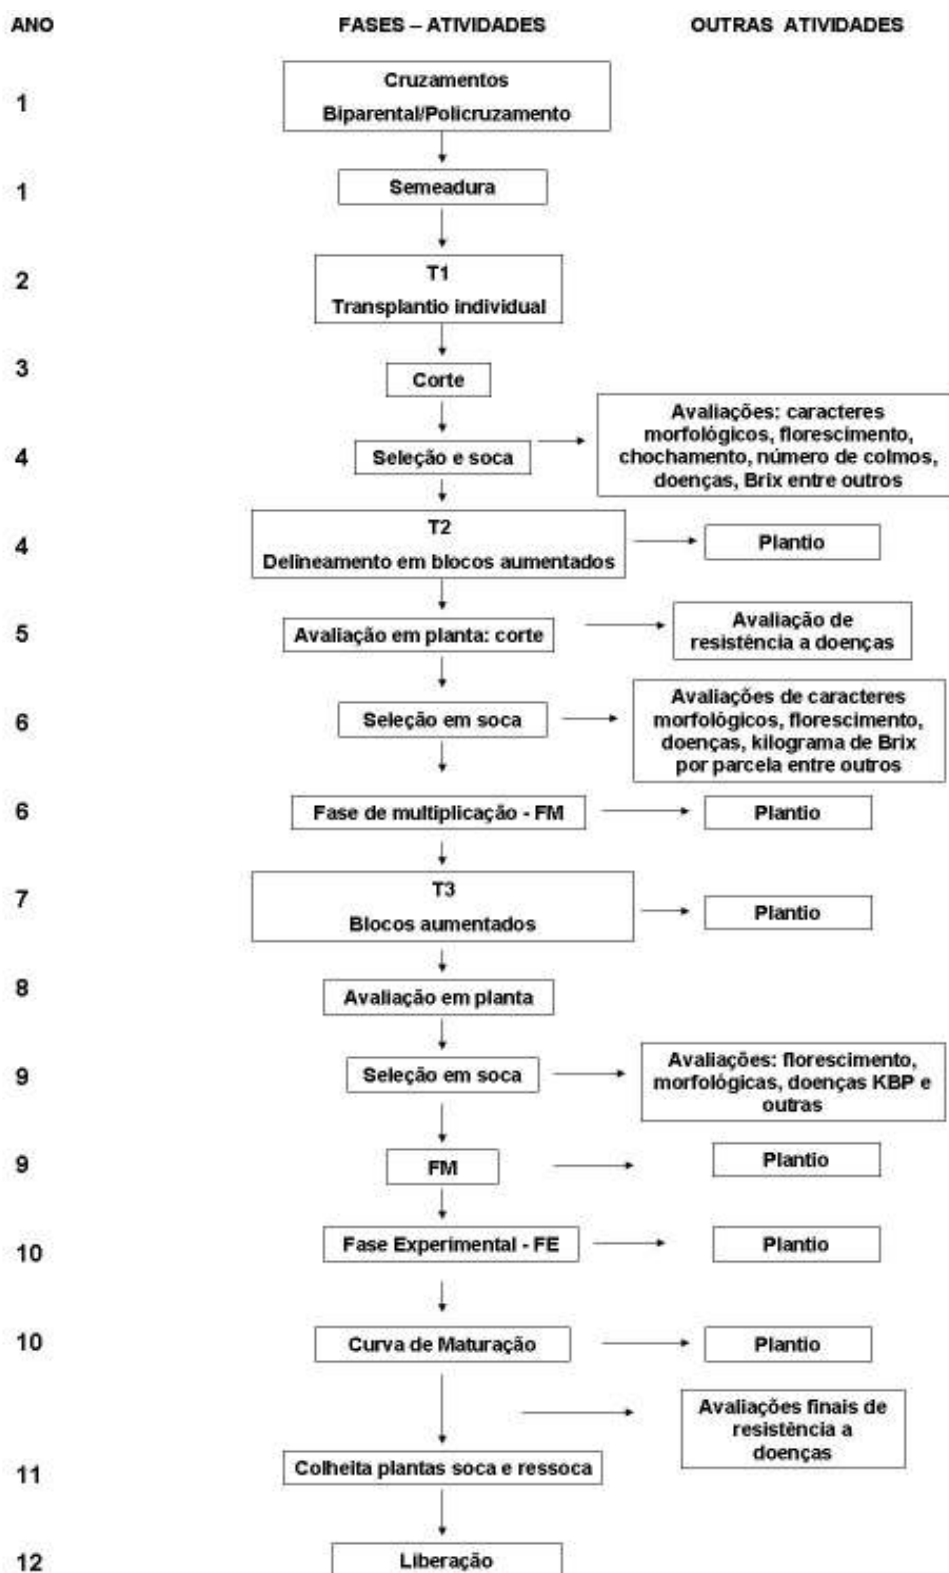 ANO FASES – ATIVIDADES OUTRAS ATIVIDADES
1
Cruzamentos
Biparental/Policruzamento
1
Semeadura
2
T1
Transplantio individual
3
Corte
4
Seleção e soca
Avaliações: caracteres
morfológicos, florescimento,
chochamento, número de colmos,
doenças, Brix entre outros
4
T2
Delineamento em blocos aumentados
Plantio
5
Avaliação em planta: corte
Avaliação de
resistência a doenças
6
Seleção em soca
Avaliações de caracteres
morfológicos, florescimento,
doenças, kilograma de Brix
por parcela entre outros
6
Fase de multiplicação - FM
Plantio
7
T3
Blocos aumentados
Plantio
8
Avaliação em planta
9
Seleção em soca
Avaliações: florescimento,
morfológicas, doenças KBP e
outras
9
FM
Plantio
10
Fase Experimental - FE
Plantio
10
Curva de Maturação
Plantio
Avaliações finais de
resistência a
doenças
11
Colheita plantas soca e ressoca
12
Liberação